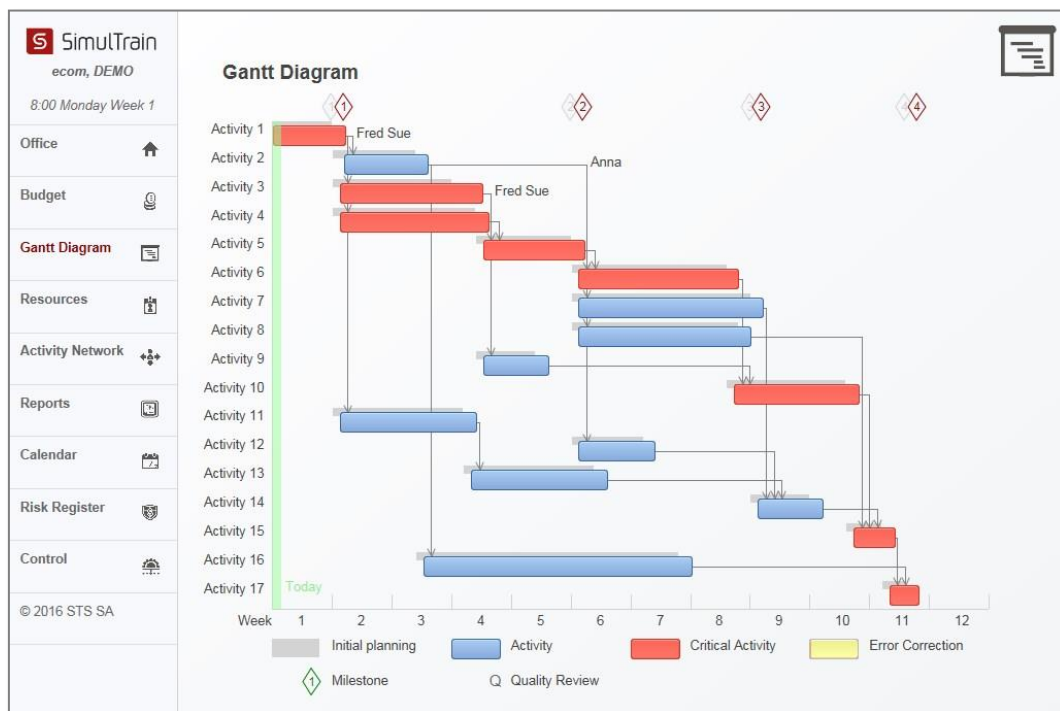 S SimulTrain
ecom, DEMO
8:00 Monday Week 1
Office
Budget
Gantt Diagram
Resources
Activity Network
Reports
Calendar
Risk Register
Control
© 2016 STS SA
Gantt Diagram
1 1 2 2 3 3 4 4
Activity 1
Fred Sue
Activity 2
Anna
Activity 3
Fred Sue
Activity 4
Activity 5
Activity 6
Activity 7
Activity 8
Activity 9
Activity 10
Activity 11
Activity 12
Activity 13
Activity 14
Activity 15
Activity 16
Activity 17
Today
Week 1 2 3 4 5 6 7 8 9 10 11 12
Initial planning Activity Critical Activity Error Correction
1 Milestone Q Quality Review